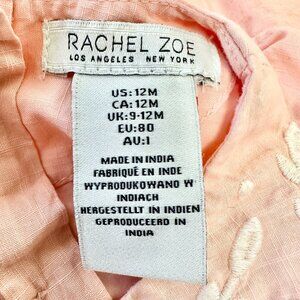 RACHEL ZOE
LOS ANGELES NEW YORK
US: 12M
CA: 12M
UK: 9-12M
EU: 80
AU: 1
MADE IN INDIA
FABRIQUÉ EN INDE
WYPRODUKOWANO W
INDIACH
HERGESTELLT IN INDIEN
GEPRODUCEERD IN
INDIA